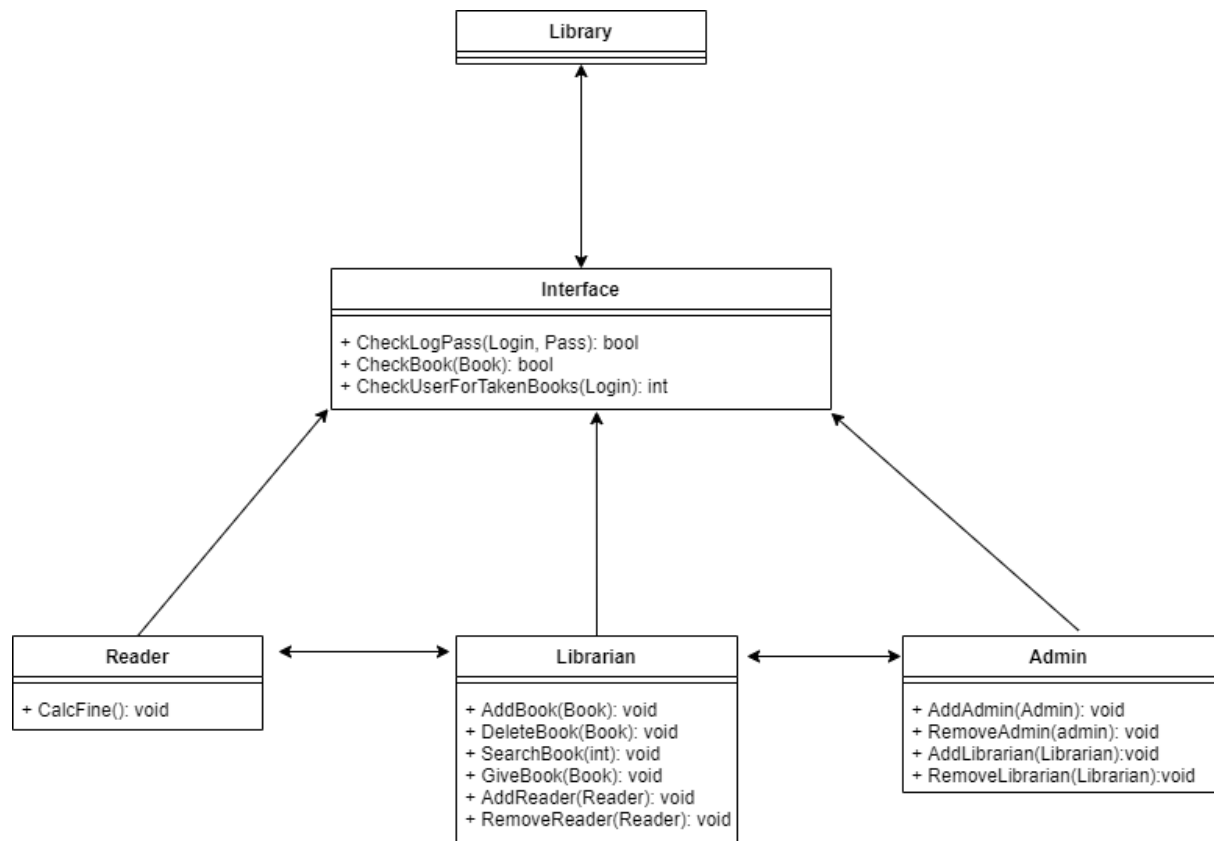 Library
Interface
+ CheckLogPass(Login, Pass): bool
+ CheckBook(Book): bool
+ CheckUserForTakenBooks(Login): int
Reader
+ CalcFine(): void
Librarian
+ AddBook(Book): void
+ DeleteBook(Book): void
+ SearchBook(int): void
+ GiveBook(Book): void
+ AddReader(Reader): void
+ RemoveReader(Reader): void
Admin
+ AddAdmin(Admin): void
+ RemoveAdmin(admin): void
+ AddLibrarian(Librarian):void
+ RemoveLibrarian(Librarian):void